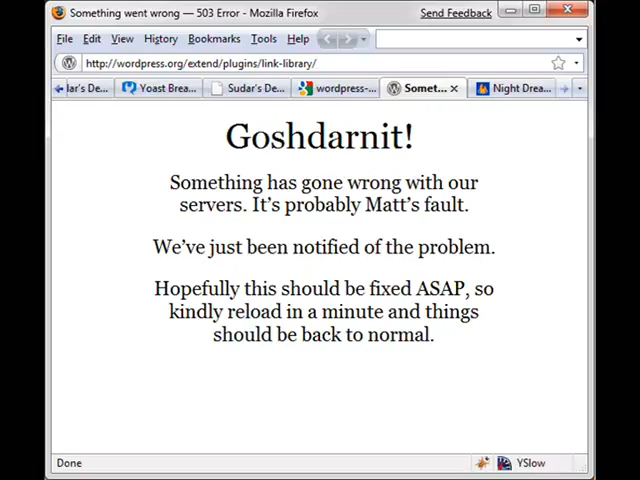 Something went wrong — 503 Error - Mozilla Firefox
Send Feedback
File Edit View History Bookmarks Tools Help
http://wordpress.org/extend/plugins/link-library/
lar's De... Yoast Brea... Sudar's De... wordpress-... Somet... Night Drea...
Goshdarnit!
Something has gone wrong with our
servers. It's probably Matt's fault.
We've just been notified of the problem.
Hopefully this should be fixed ASAP, so
kindly reload in a minute and things
should be back to normal.
Done
YSlow